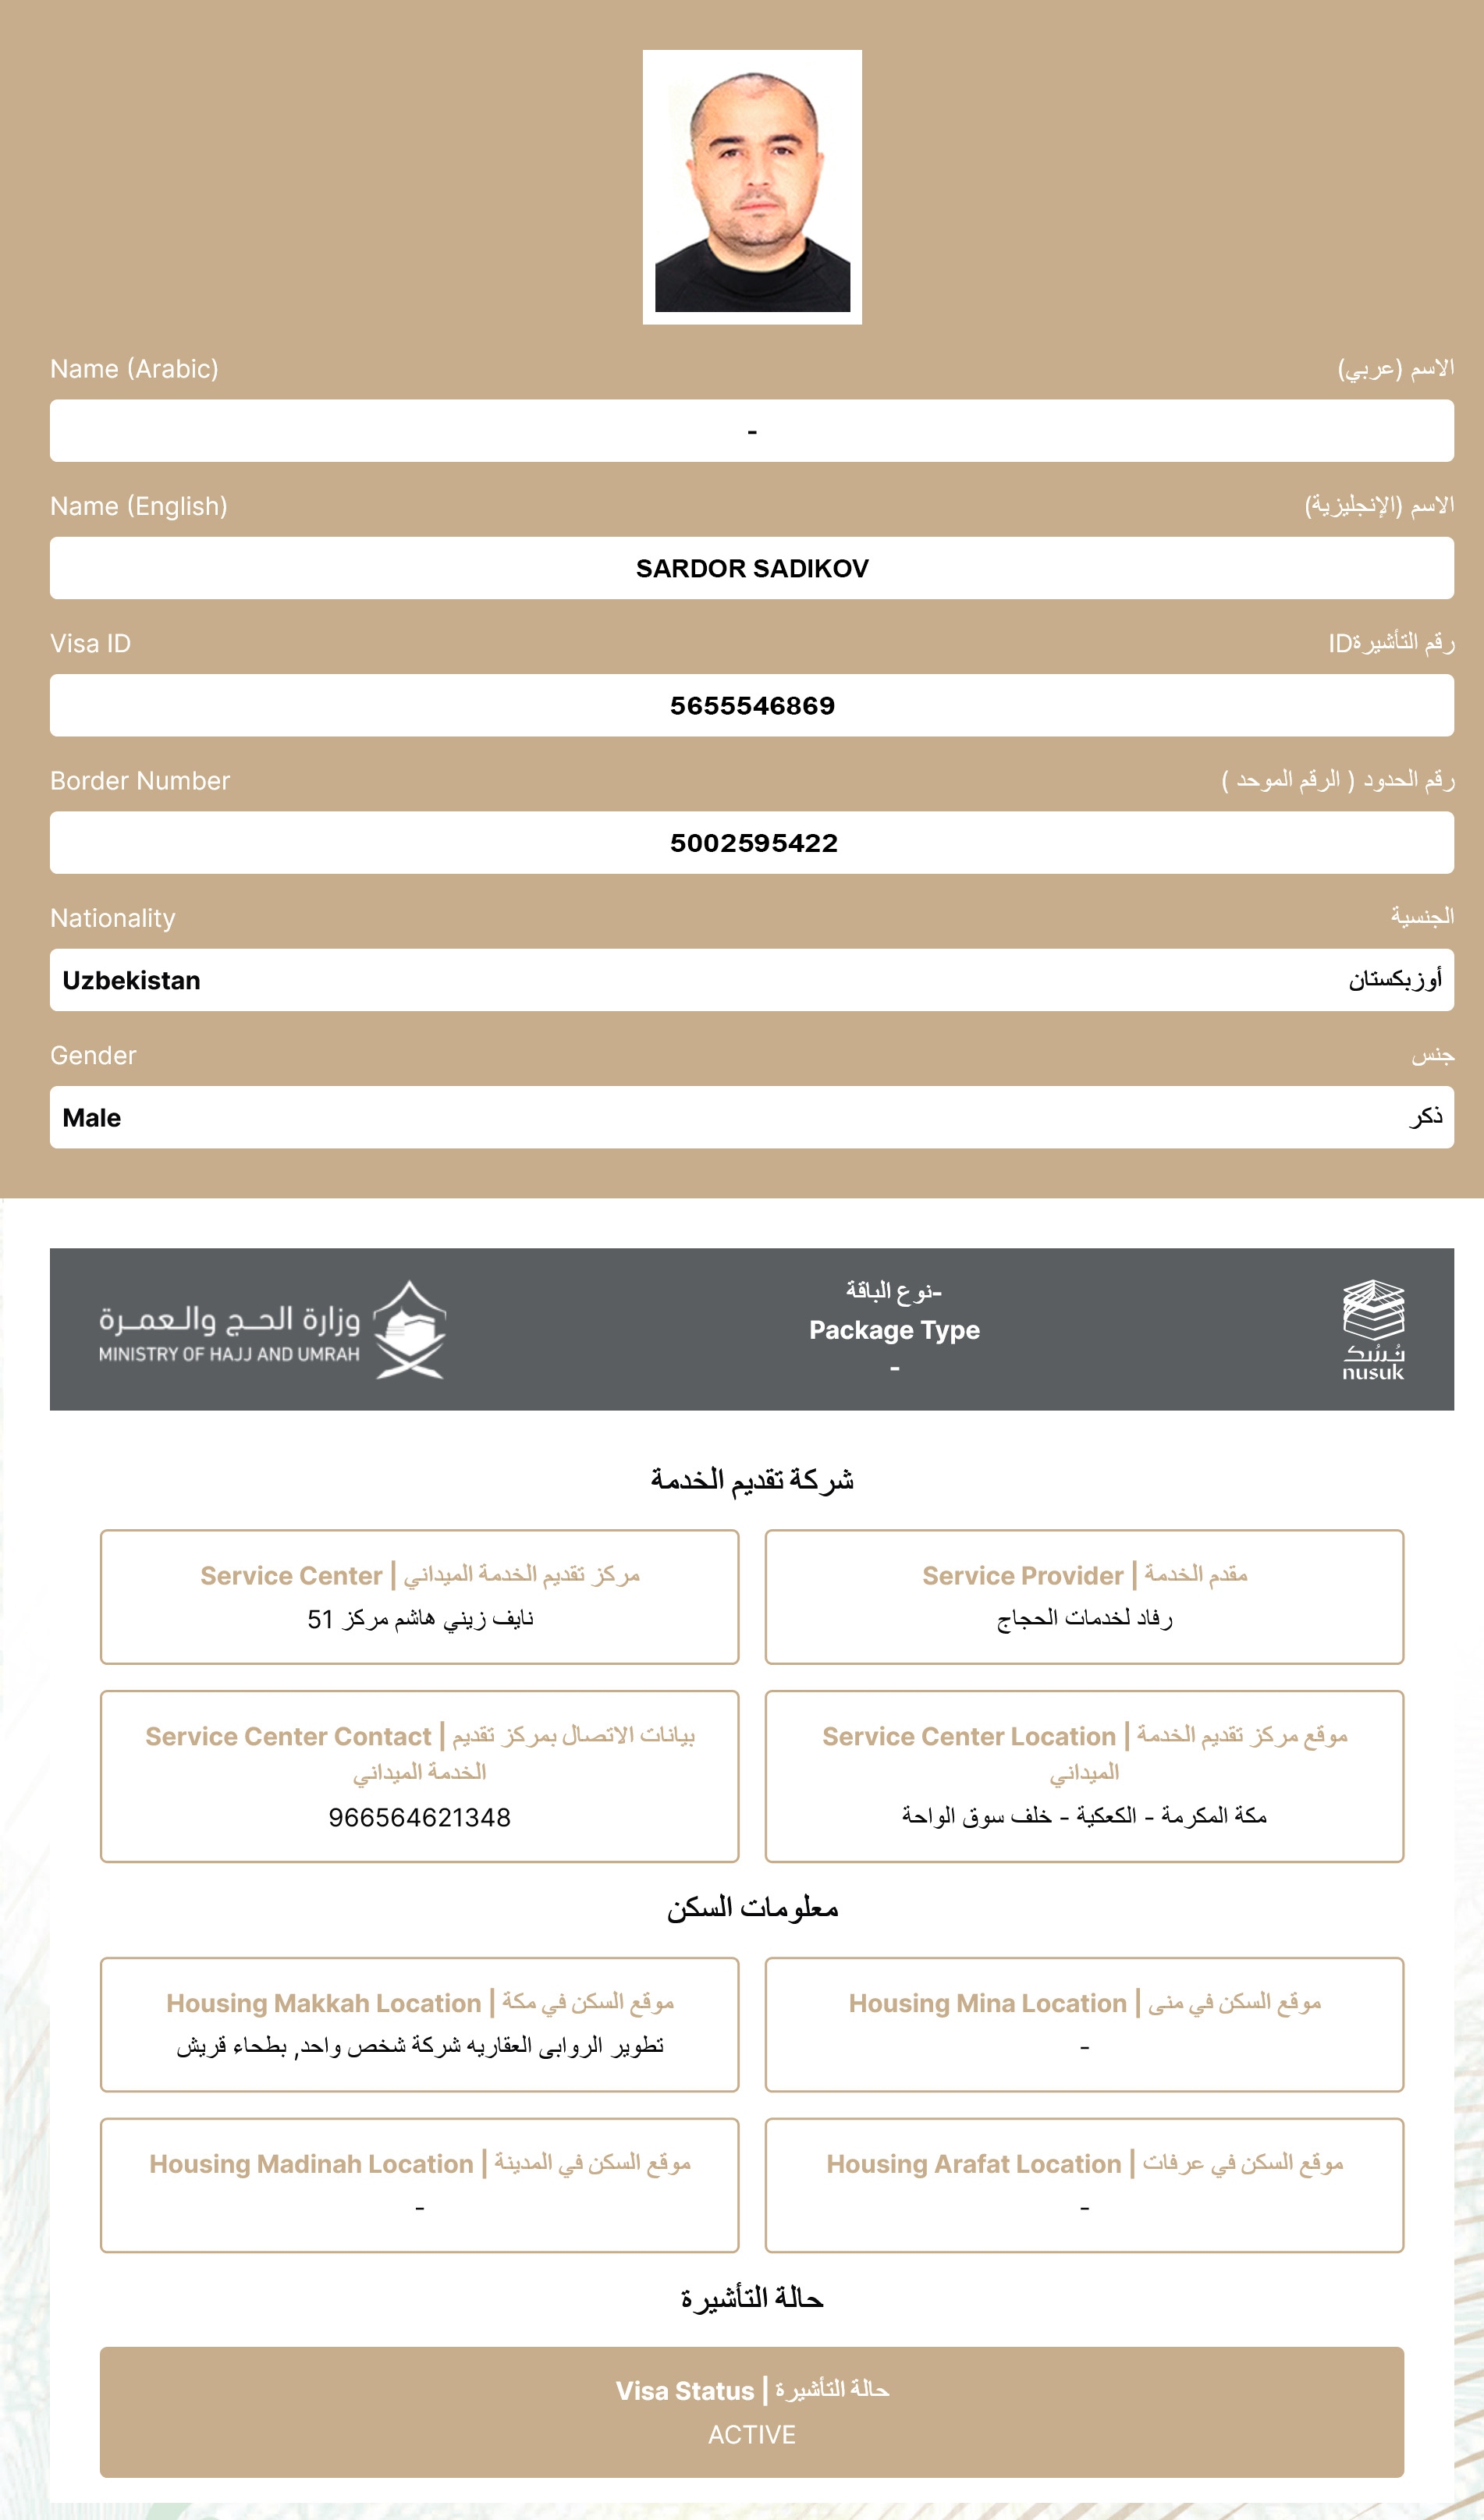 Name (Arabic) الاسم (عربي)
-
Name (English) الاسم (الإنجليزية)
SARDOR SADIKOV
Visa ID رقم التأشيرةID
5655546869
Border Number رقم الحدود ( الرقم الموحد )
5002595422
Nationality الجنسية
Uzbekistan أوزبكستان
Gender جنس
Male ذكر
وزارة الحج والعمرة
MINISTRY OF HAJJ AND UMRAH
-نوع الباقة
Package Type
-
نُسُك
nusuk
شركة تقديم الخدمة
Service Center | مركز تقديم الخدمة الميداني
نايف زيني هاشم مركز 51
Service Provider | مقدم الخدمة
رفاد لخدمات الحجاج
Service Center Contact | بيانات الاتصال بمركز تقديم
الخدمة الميداني
966564621348
Service Center Location | موقع مركز تقديم الخدمة
الميداني
مكة المكرمة - الكعكية - خلف سوق الواحة
معلومات السكن
Housing Makkah Location | موقع السكن في مكة
تطوير الروابى العقاريه شركة شخص واحد, بطحاء قريش
Housing Mina Location | موقع السكن في منى
-
Housing Madinah Location | موقع السكن في المدينة
-
Housing Arafat Location | موقع السكن في عرفات
-
حالة التأشيرة
Visa Status | حالة التأشيرة
ACTIVE